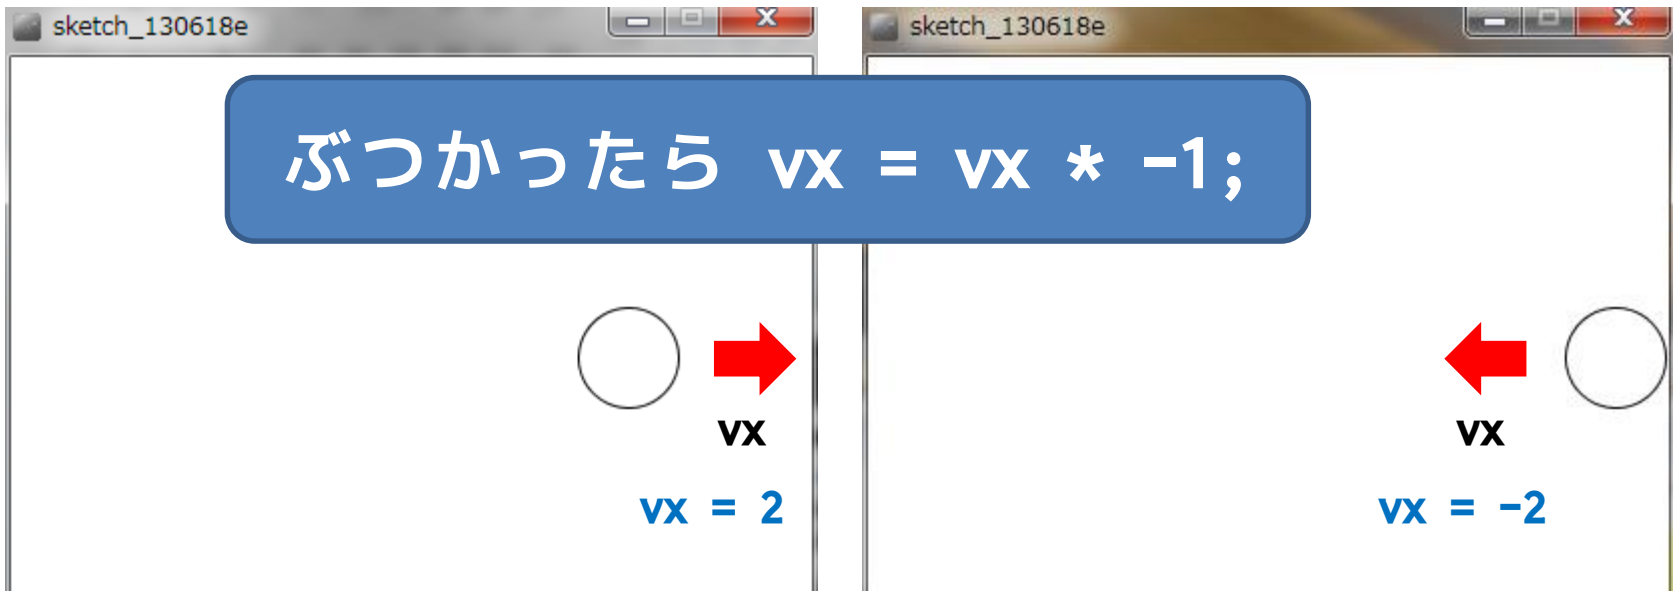 sketch_130618e
sketch_130618e
ぶつかったら vx = vx * -1;
vx
vx
vx = 2
vx = -2